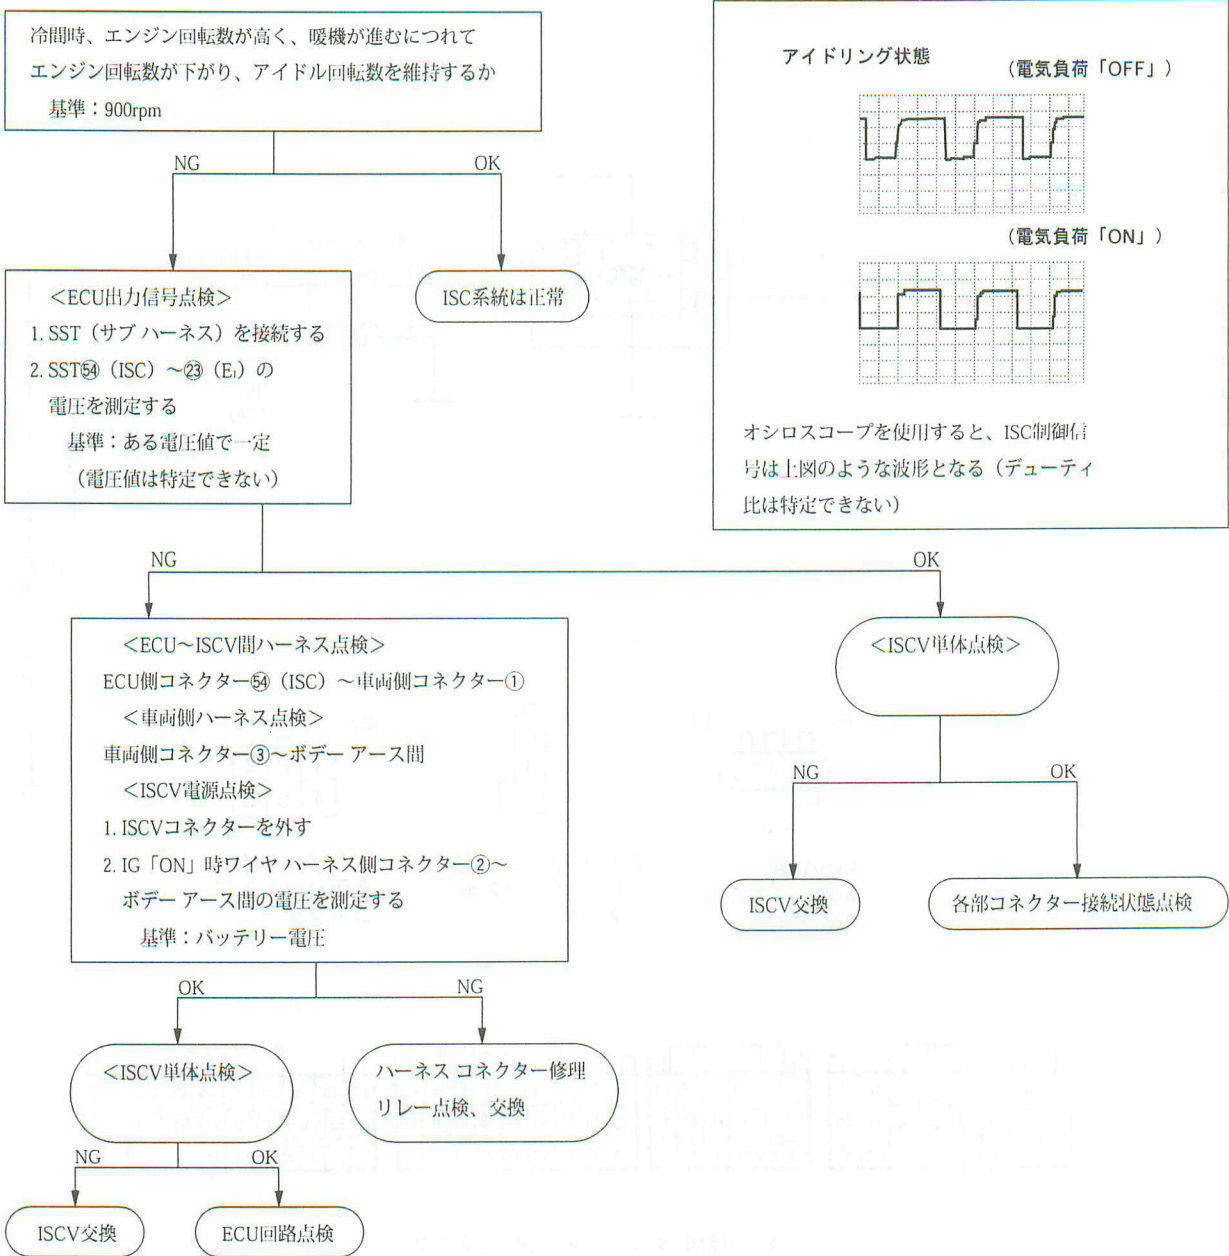 冷間時、エンジン回転数が高く、暖機が進むにつれて
エンジン回転数が下がり、アイドル回転数を維持するか
基準：900rpm
NG
OK
<ECU出力信号点検>
1. SST（サブ ハーネス）を接続する
2. SST㊴（ISC）～㉓（E₁）の
電圧を測定する
基準：ある電圧値で一定
（電圧値は特定できない）
ISC系統は正常
アイドリング状態
（電気負荷「OFF」）
（電気負荷「ON」）
オシロスコープを使用すると、ISC制御信
号は上図のような波形となる（デューティ
比は特定できない）
NG
OK
<ECU～ISCV間ハーネス点検>
ECU側コネクター㊴（ISC）～車両側コネクター①
<車両側ハーネス点検>
車両側コネクター③～ボデー アース間
<ISCV電源点検>
1. ISCVコネクターを外す
2. IG「ON」時ワイヤ ハーネス側コネクター②～
ボデー アース間の電圧を測定する
基準：バッテリー電圧
<ISCV単体点検>
NG
OK
ISCV交換
各部コネクター接続状態点検
OK
NG
<ISCV単体点検>
ハーネス コネクター修理
リレー点検、交換
NG
OK
ISCV交換
ECU回路点検